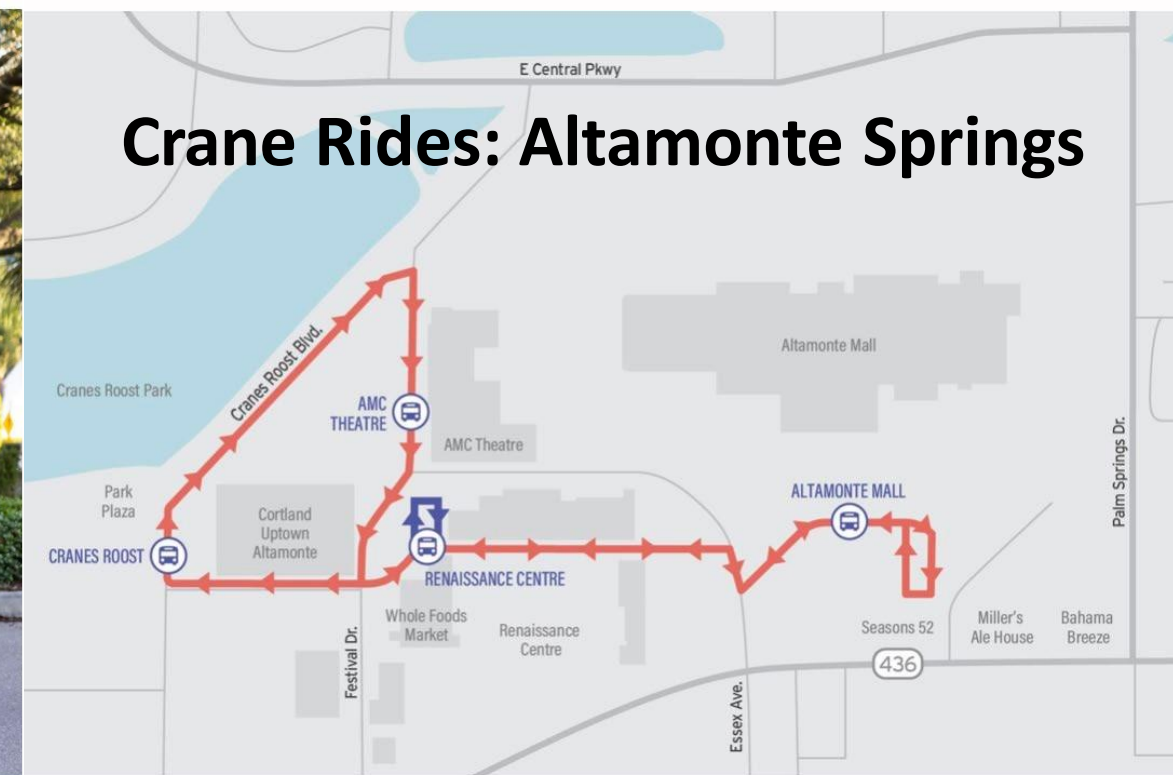 E Central Pkwy
Crane Rides: Altamonte Springs
Cranes Roost Blvd.
Altamonte Mall
Cranes Roost Park
AMC
THEATRE
AMC Theatre
Palm Springs Dr.
Park
Plaza
Cortland
Uptown
Altamonte
ALTAMONTE MALL
CRANES ROOST
RENAISSANCE CENTRE
Whole Foods
Market
Renaissance
Centre
Seasons 52
Miller's
Ale House
Bahama
Breeze
Festival Dr.
436
Essex Ave.